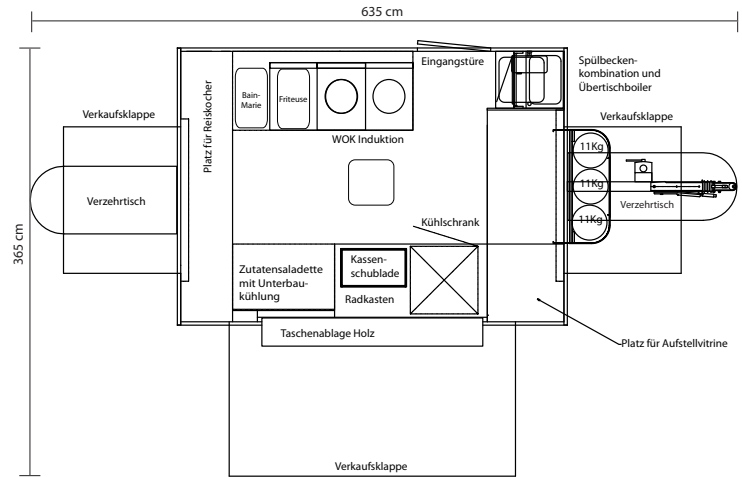 635 cm
365 cm
Eingangstüre
Spülbecken-
kombination und
Übertischboiler
Platz für Reiskocher
Bain-
Marie
Friteuse
WOK Induktion
Verkaufsklappe
Verkaufsklappe
Verzehrtisch
11Kg
11Kg
11Kg
Verzehrtisch
Kühlschrank
Zutatensaladette
mit Unterbau-
kühlung
Kassen-
schublade
Radkasten
Taschenablage Holz
Platz für Aufstellvitrine
Verkaufsklappe